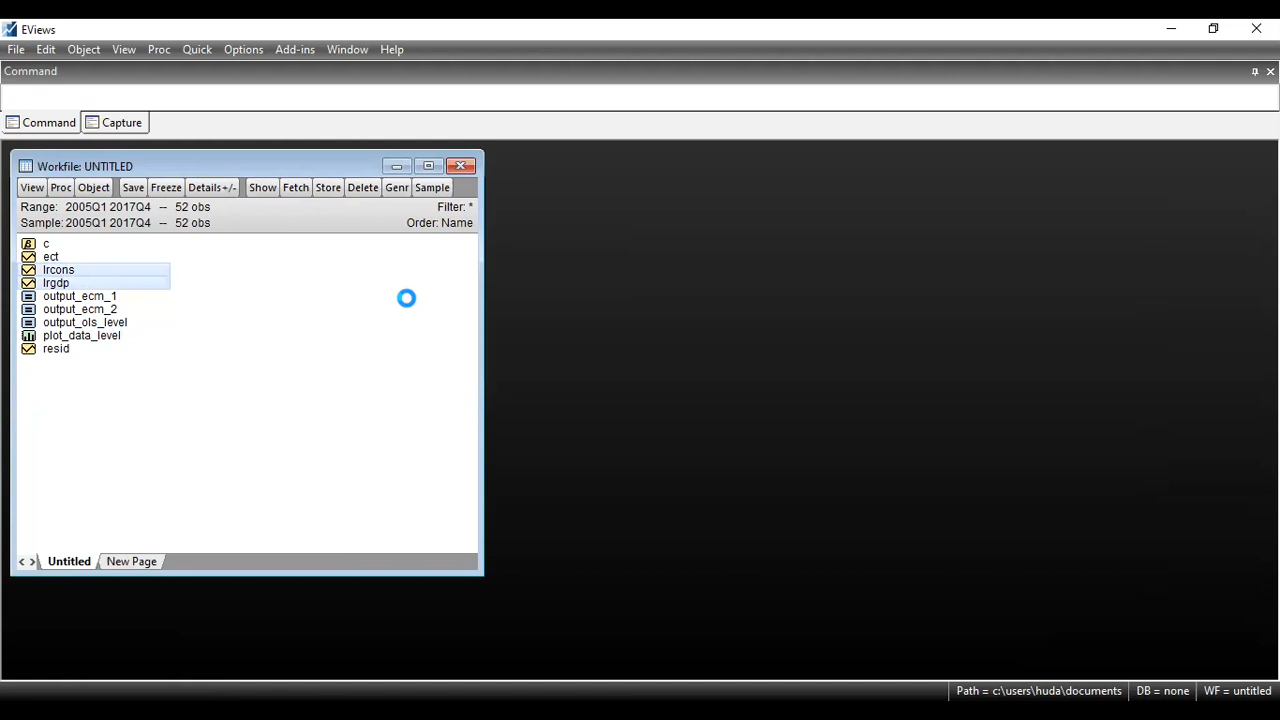 EViews
File Edit Object View Proc Quick Options Add-ins Window Help
Command
Command Capture
Workfile: UNTITLED
View Proc Object Save Freeze Details+/- Show Fetch Store Delete Genr Sample
Range: 2005Q1 2017Q4 -- 52 obs Filter: *
Sample: 2005Q1 2017Q4 -- 52 obs Order: Name
c
ect
lrcons
lrgdp
output_ecm_1
output_ecm_2
output_ols_level
plot_data_level
resid
Untitled New Page
Path = c:\users\huda\documents DB = none WF = untitled